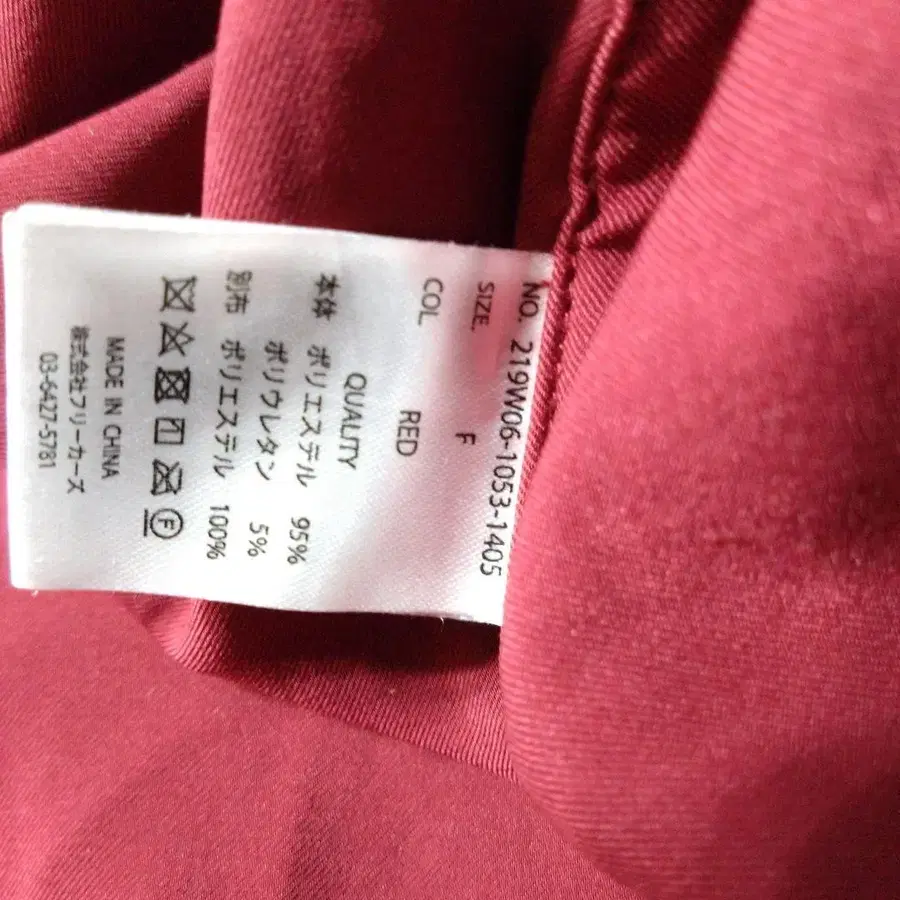 NO. 219W06-1053-1405
SIZE. F
COL RED
QUALITY
本体 ポリエステル 95%
ポリウレタン 5%
別布 ポリエステル 100%
F
MADE IN CHINA
株式会社フリーカーズ
03-6427-5781